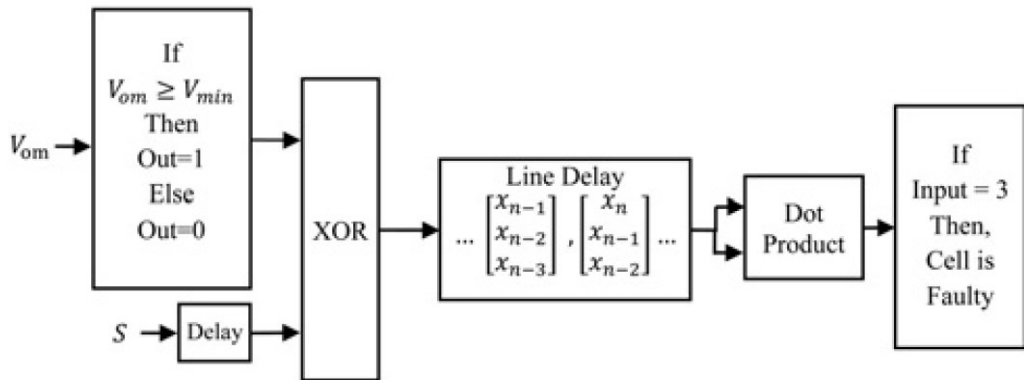 V_om
If
V_om ≥ V_min
Then
Out=1
Else
Out=0
S
Delay
XOR
Line Delay
... [x_{n-1} x_{n-2} x_{n-3}] , [x_n x_{n-1} x_{n-2}] ...
Dot
Product
If
Input = 3
Then,
Cell is
Faulty